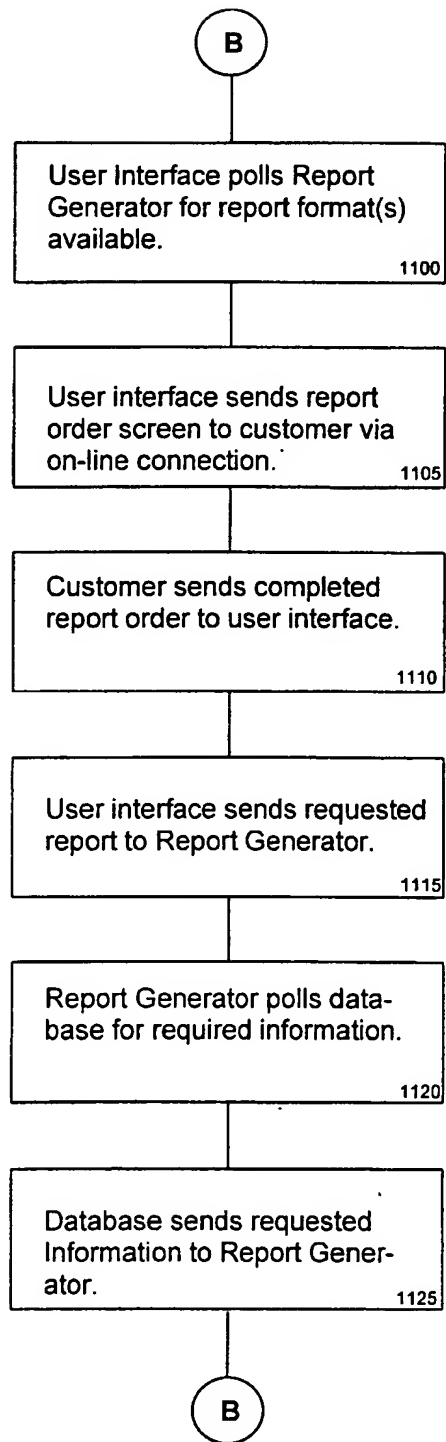 B
User Interface polls Report
Generator for report format(s)
available.
1100
User interface sends report
order screen to customer via
on-line connection.
1105
Customer sends completed
report order to user interface.
1110
User interface sends requested
report to Report Generator.
1115
Report Generator polls data-
base for required information.
1120
Database sends requested
Information to Report Gener-
ator.
1125
B